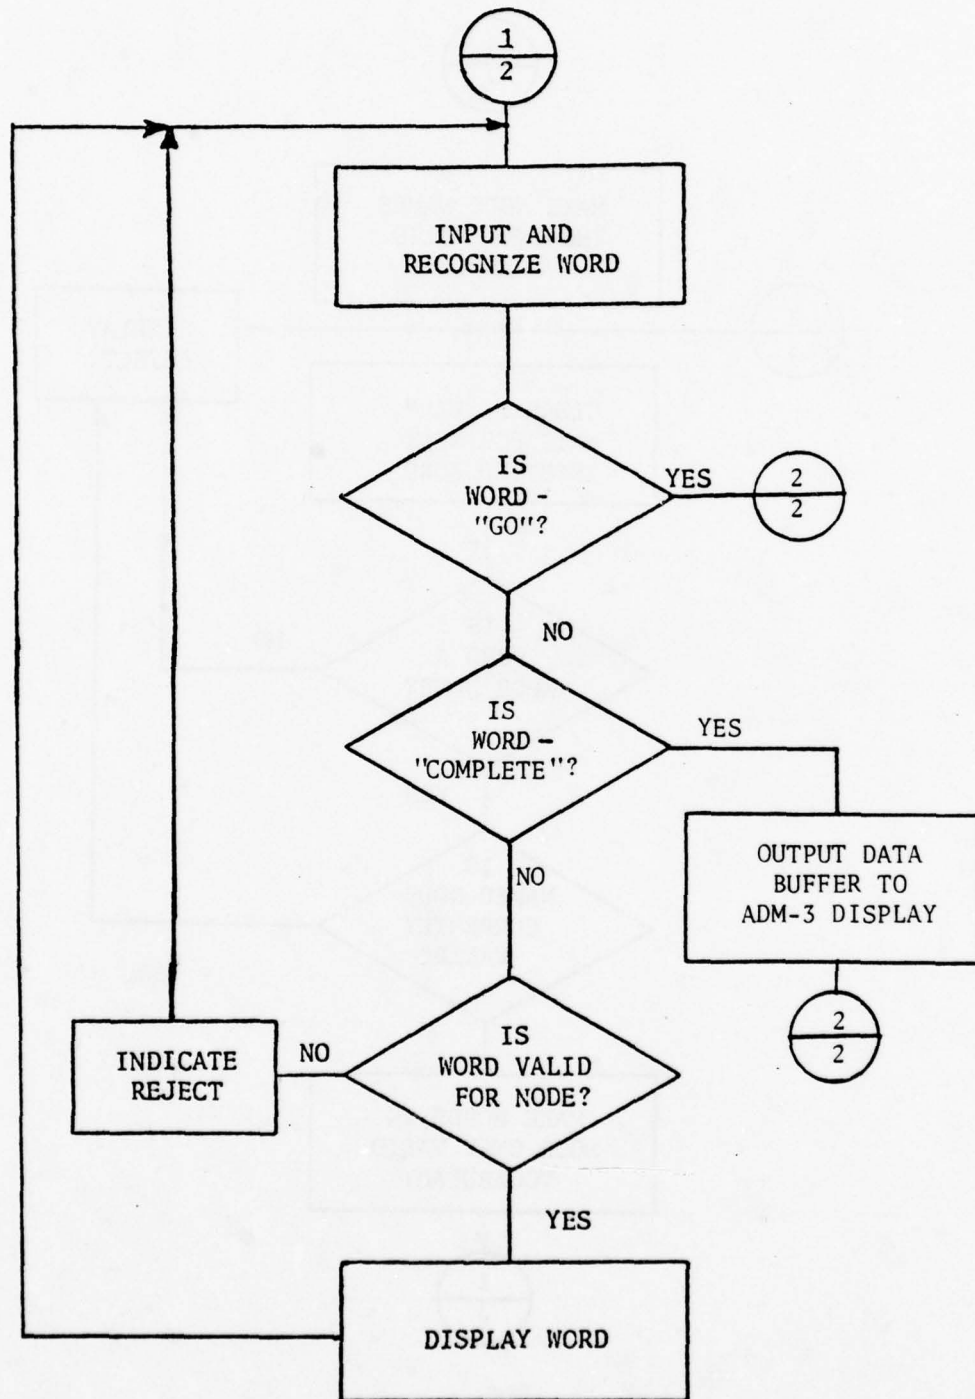 1
2
INPUT AND
RECOGNIZE WORD
IS
WORD -
"GO"?
YES
2
2
NO
IS
WORD -
"COMPLETE"?
YES
OUTPUT DATA
BUFFER TO
ADM-3 DISPLAY
2
2
NO
IS
WORD VALID
FOR NODE?
NO
INDICATE
REJECT
YES
DISPLAY WORD